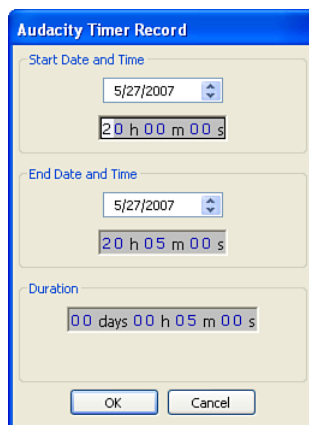 Audacity Timer Record
Start Date and Time
5/27/2007
20 h 00 m 00 s
End Date and Time
5/27/2007
20 h 05 m 00 s
Duration
00 days 00 h 05 m 00 s
OK Cancel